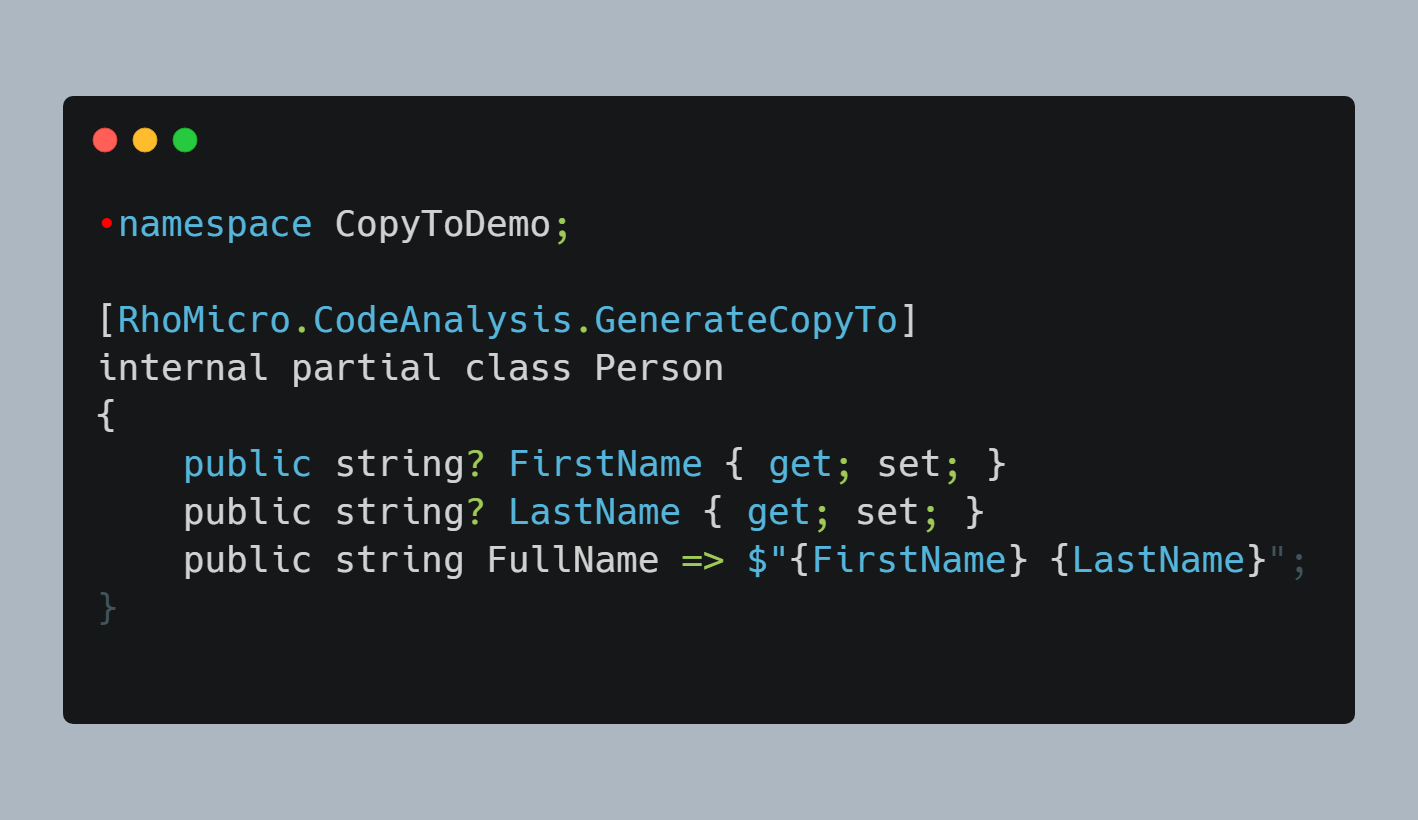 •namespace CopyToDemo;

[RhoMicro.CodeAnalysis.GenerateCopyTo]
internal partial class Person
{
    public string? FirstName { get; set; }
    public string? LastName { get; set; }
    public string FullName => $"{FirstName} {LastName}";
}